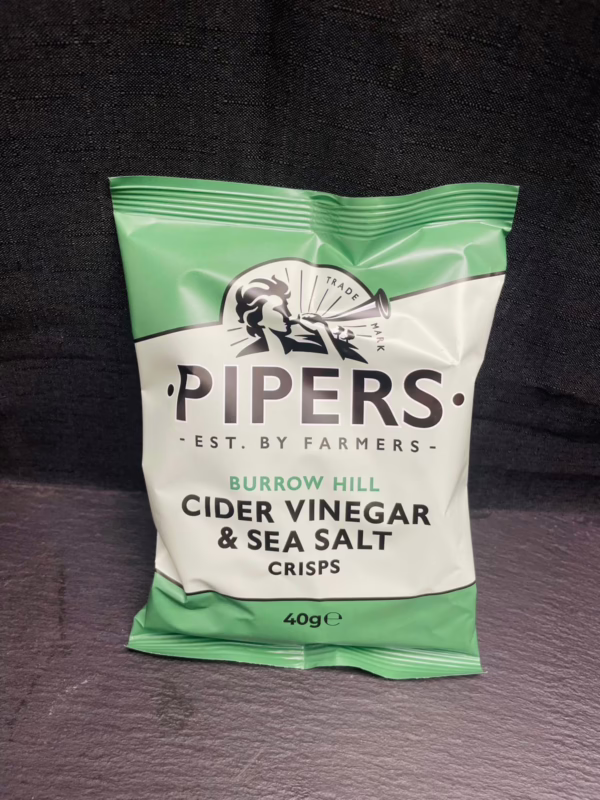 TRADE MARK
PIPERS
- EST. BY FARMERS -
BURROW HILL
CIDER VINEGAR
& SEA SALT
CRISPS
40g℮